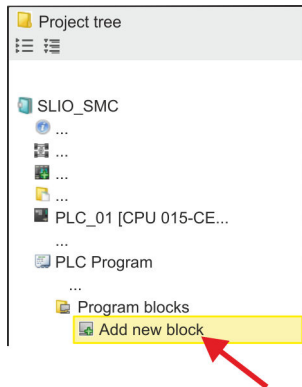 Project tree
SLIO_SMC
...
...
...
...
PLC_01 [CPU 015-CE...
...
PLC Program
...
Program blocks
Add new block